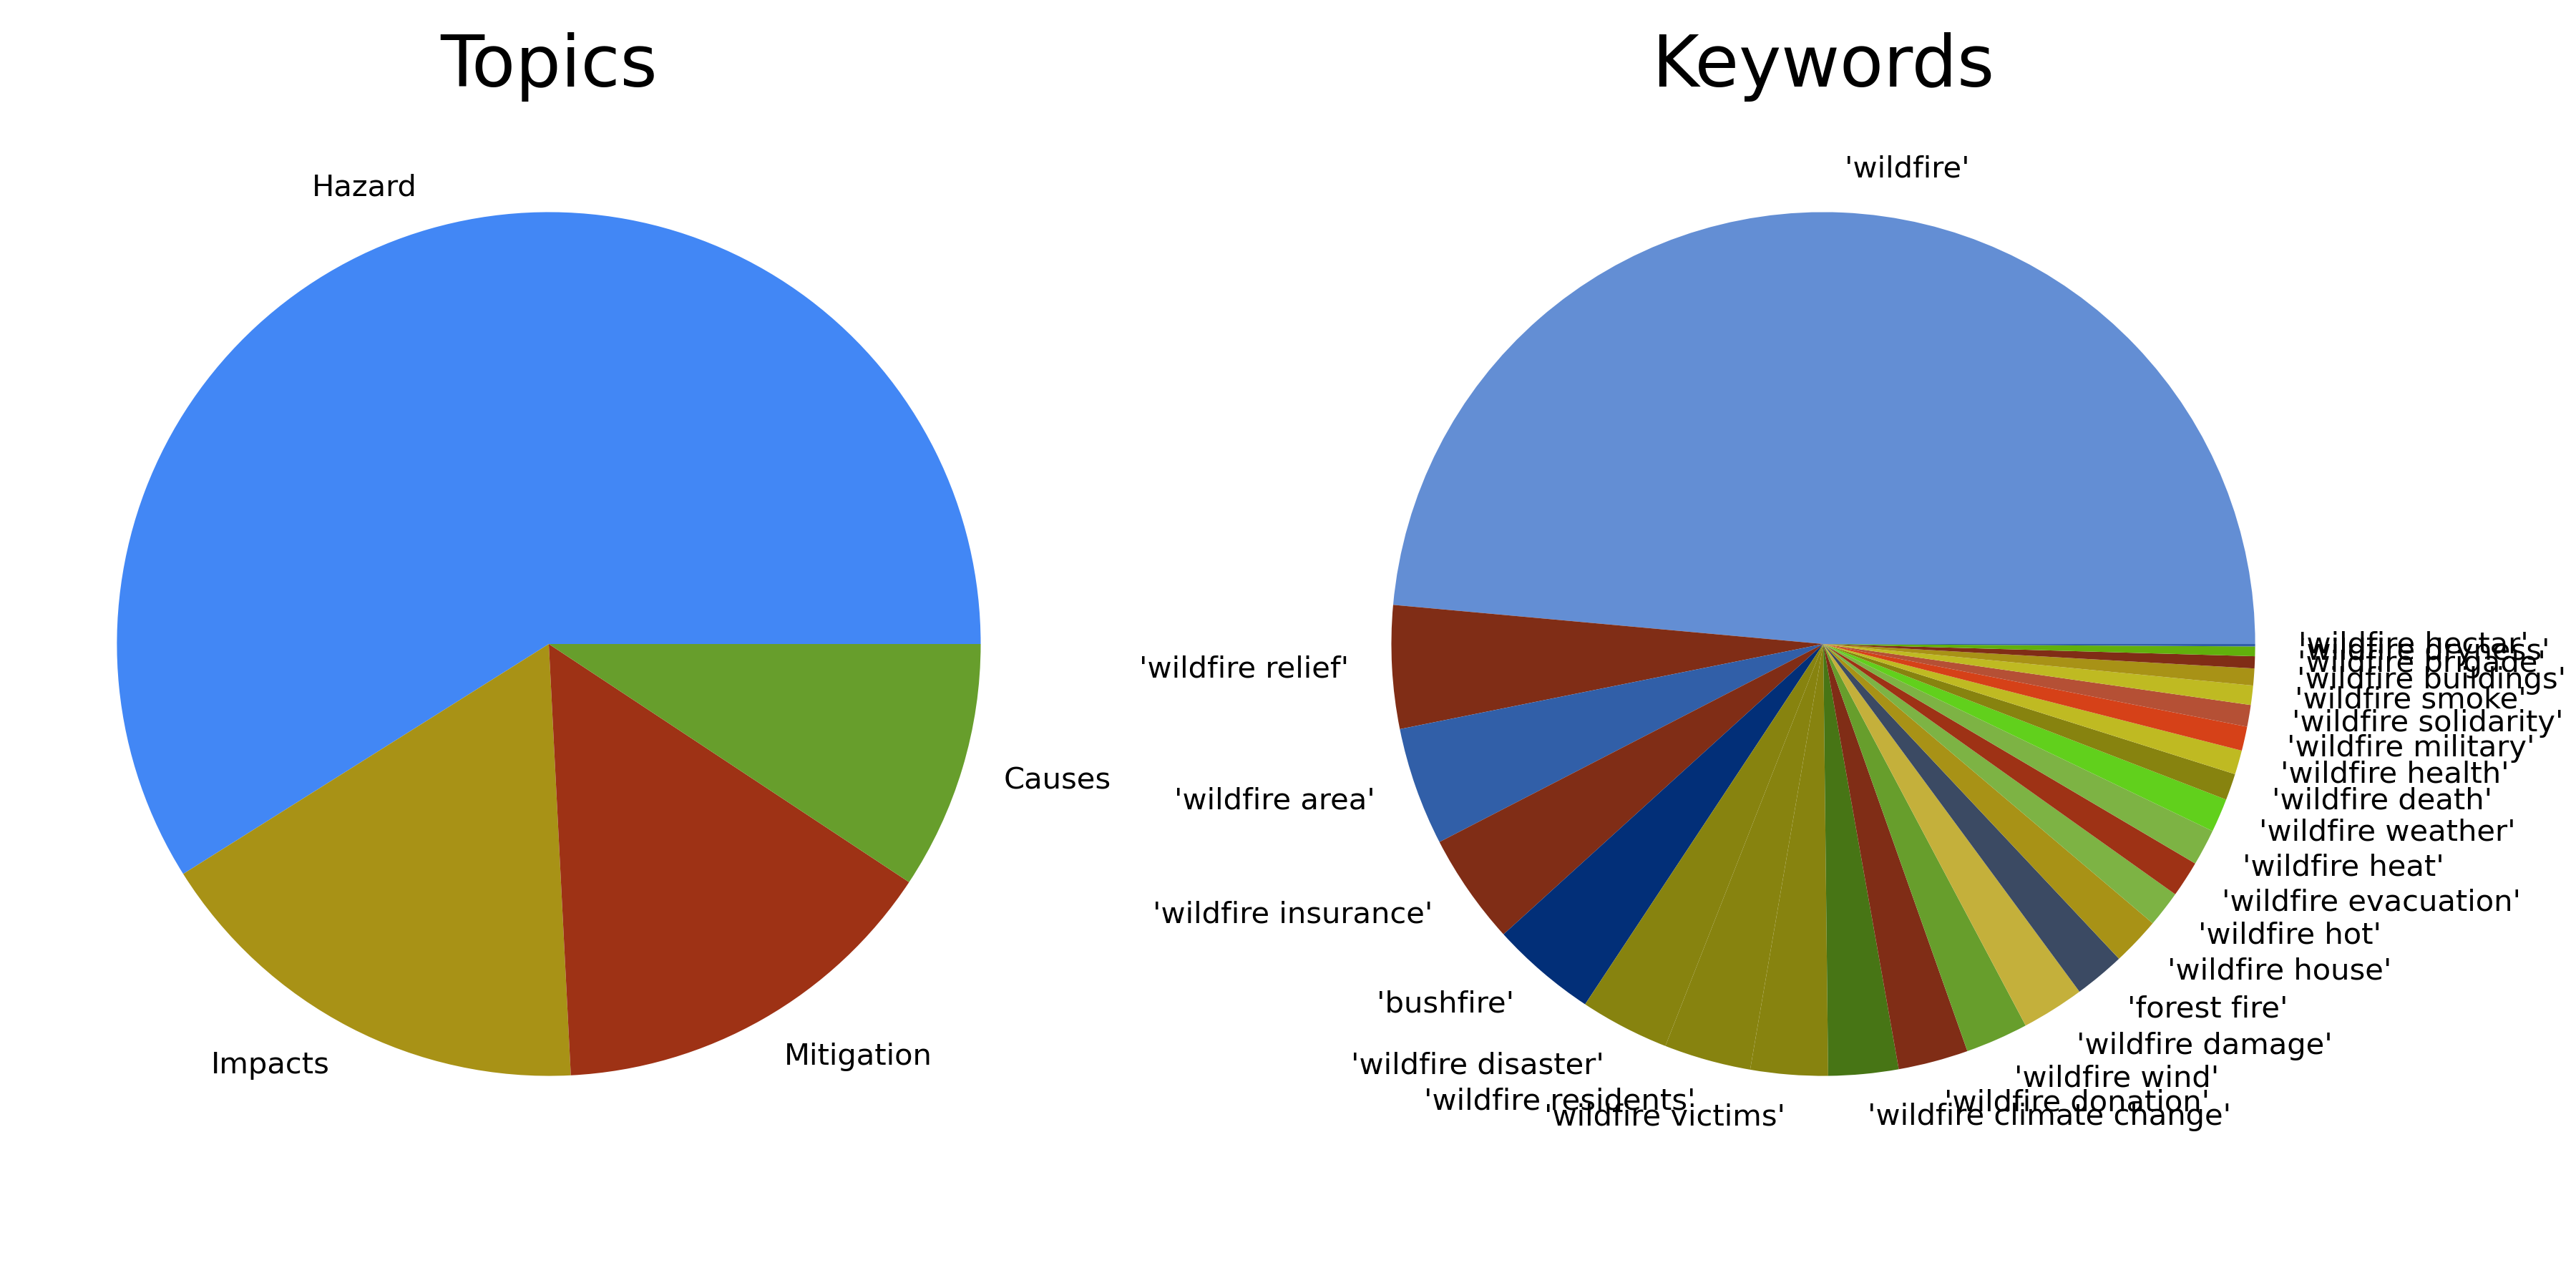 Topics
Keywords
Hazard
Impacts
Mitigation
Causes
'wildfire'
'wildfire relief'
'wildfire area'
'wildfire insurance'
'bushfire'
'wildfire disaster'
'wildfire residents'
'wildfire victims'
'wildfire climate change'
'wildfire donation'
'wildfire wind'
'wildfire damage'
'forest fire'
'wildfire house'
'wildfire hot'
'wildfire evacuation'
'wildfire heat'
'wildfire weather'
'wildfire death'
'wildfire health'
'wildfire military'
'wildfire solidarity'
'wildfire smoke'
'wildfire buildings'
'wildfire brigade'
'wildfire dryness'
'wildfire hectar'